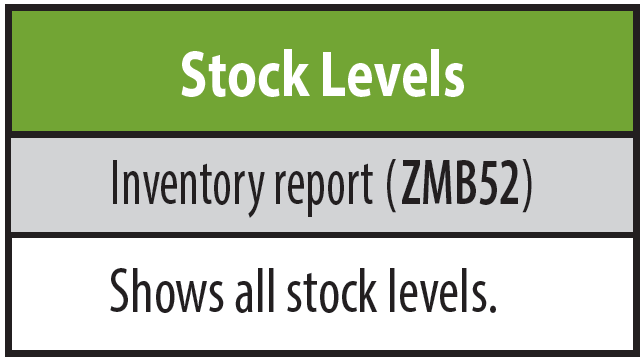 Stock Levels
Inventory report (ZMB52)
Shows all stock levels.